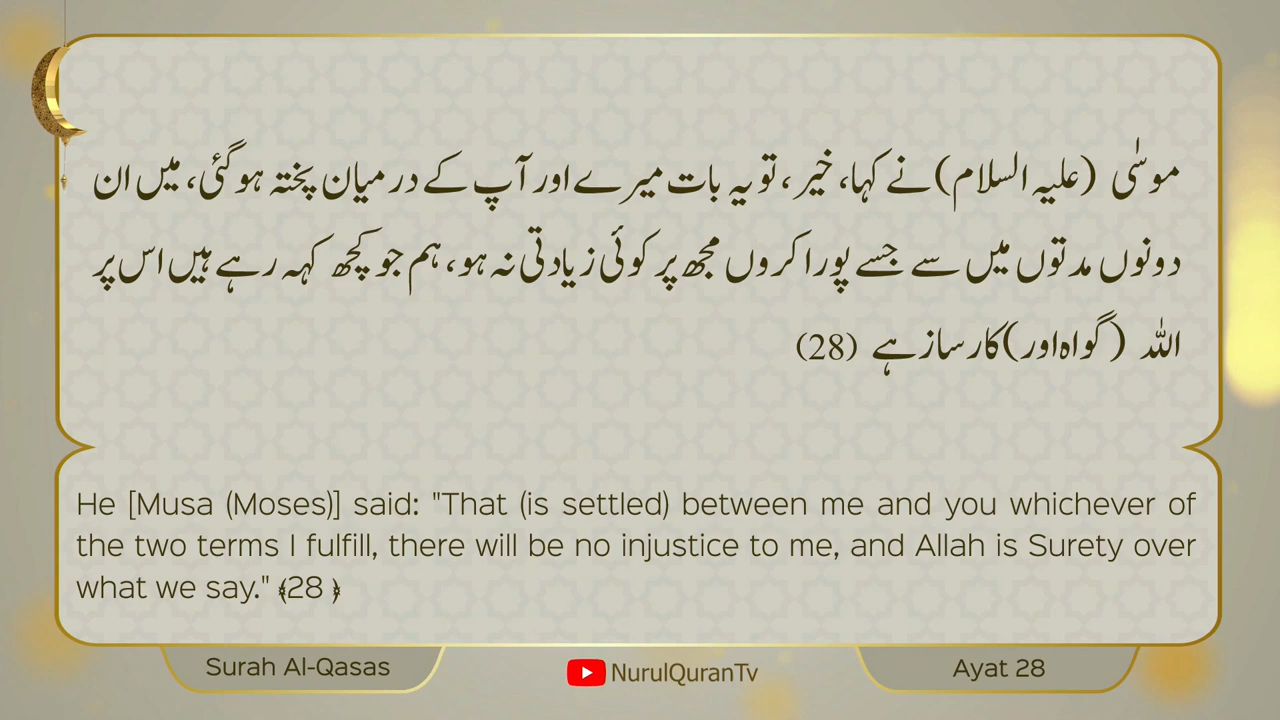 موسٰی (علیہ السلام) نے کہا، خیر، تو یہ بات میرے اور آپ کے درمیان پختہ ہوگئی، میں ان
دونوں مدتوں میں سے جسے پورا کروں مجھ پر کوئی زیادتی نہ ہو، ہم جو کچھ کہہ رہے ہیں اس پر
اللہ (گواہ اور) کارساز ہے (28)
He [Musa (Moses)] said: "That (is settled) between me and you whichever of
the two terms I fulfill, there will be no injustice to me, and Allah is Surety over
what we say." ﴾28 ﴿
Surah Al-Qasas
NurulQuranTv
Ayat 28